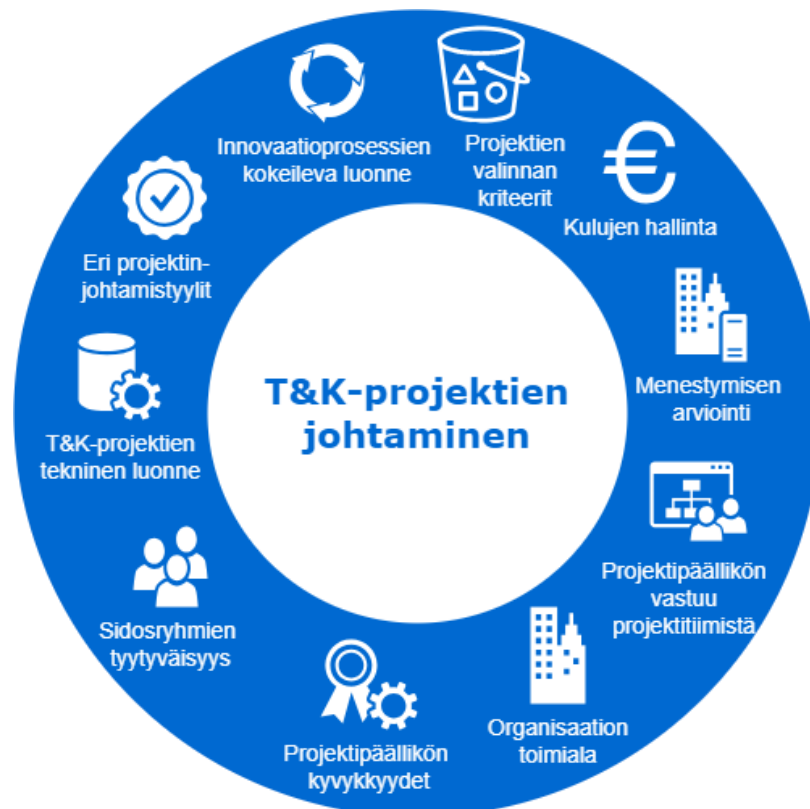 Innovaatioprosessien
kokeileva luonne
Projektien
valinnan
kriteerit
€
Kulujen hallinta
Menestymisen
arviointi
Projektipäällikön
vastuu
projektitiimistä
Organisaation
toimiala
Projektipäällikön
kyvykkyydet
Sidosryhmien
tyytyväisyys
T&K-projektien
tekninen luonne
Eri projektin-
johtamistyylit
T&K-projektien
johtaminen